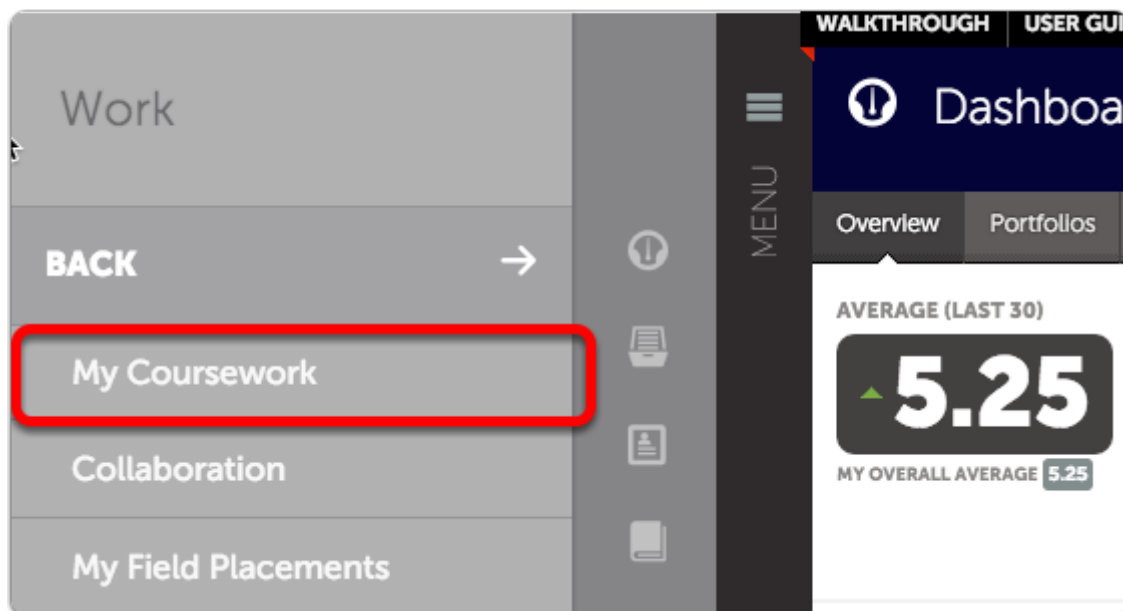 Work
BACK
My Coursework
Collaboration
My Field Placements
MENU
WALKTHROUGH
USER GUI
Dashboa
Overview
Portfolios
AVERAGE (LAST 30)
5.25
MY OVERALL AVERAGE 5.25